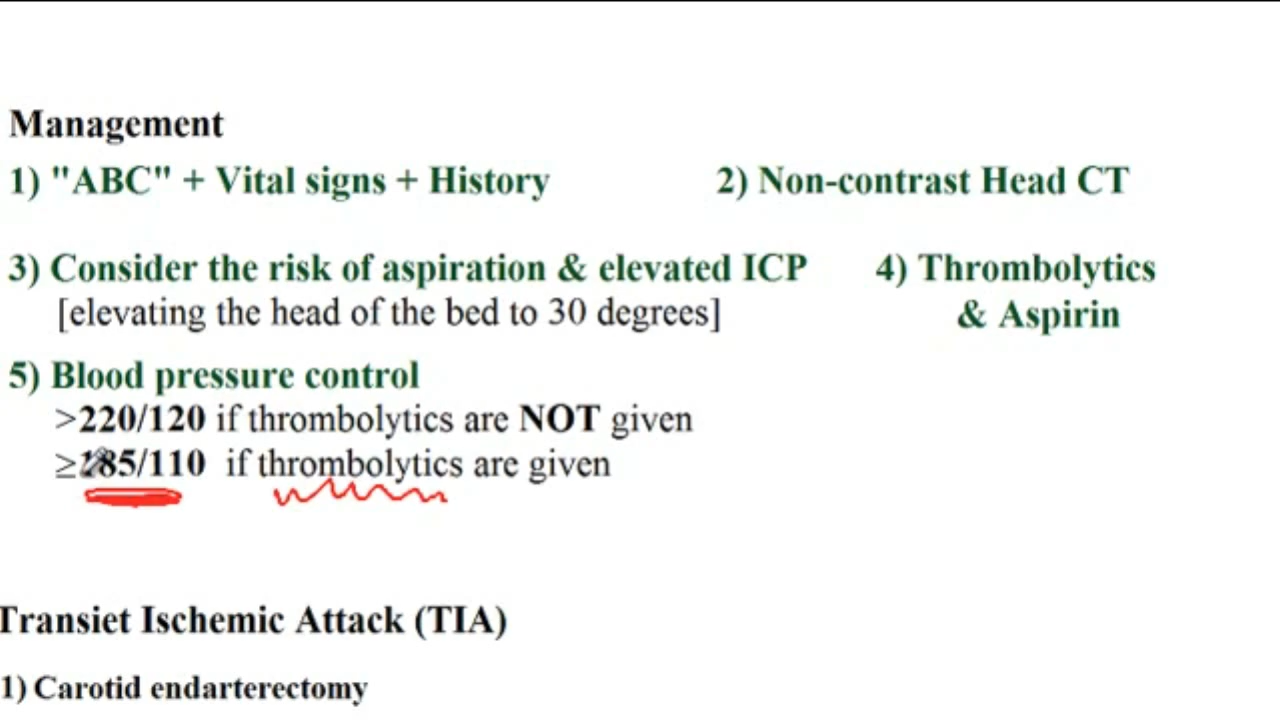 Management
1) "ABC" + Vital signs + History
2) Non-contrast Head CT
3) Consider the risk of aspiration & elevated ICP
[elevating the head of the bed to 30 degrees]
4) Thrombolytics
& Aspirin
5) Blood pressure control
>220/120 if thrombolytics are NOT given
≥185/110 if thrombolytics are given
Transiet Ischemic Attack (TIA)
1) Carotid endarterectomy